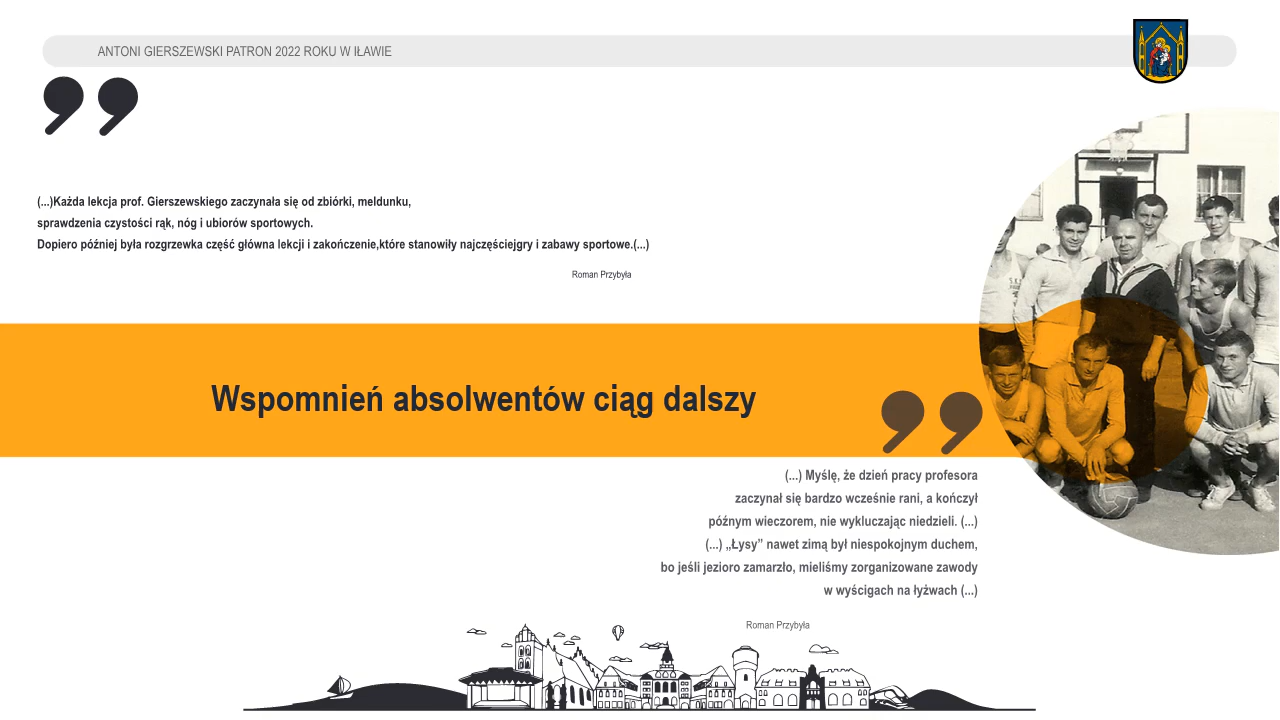 ANTONI GIERSZEWSKI PATRON 2022 ROKU W IŁAWIE
(...)Każda lekcja prof. Gierszewskiego zaczynała się od zbiórki, meldunku,
sprawdzenia czystości rąk, nóg i ubiorów sportowych.
Dopiero później była rozgrzewka część główna lekcji i zakończenie,które stanowiły najczęściejgry i zabawy sportowe.(...)
Roman Przybyła
Wspomnień absolwentów ciąg dalszy
(...) Myślę, że dzień pracy profesora
zaczynał się bardzo wcześnie rani, a kończył
późnym wieczorem, nie wykluczając niedzieli. (...)
(...) „Łysy” nawet zimą był niespokojnym duchem,
bo jeśli jezioro zamarzło, mieliśmy zorganizowane zawody
w wyścigach na łyżwach (...)
Roman Przybyła